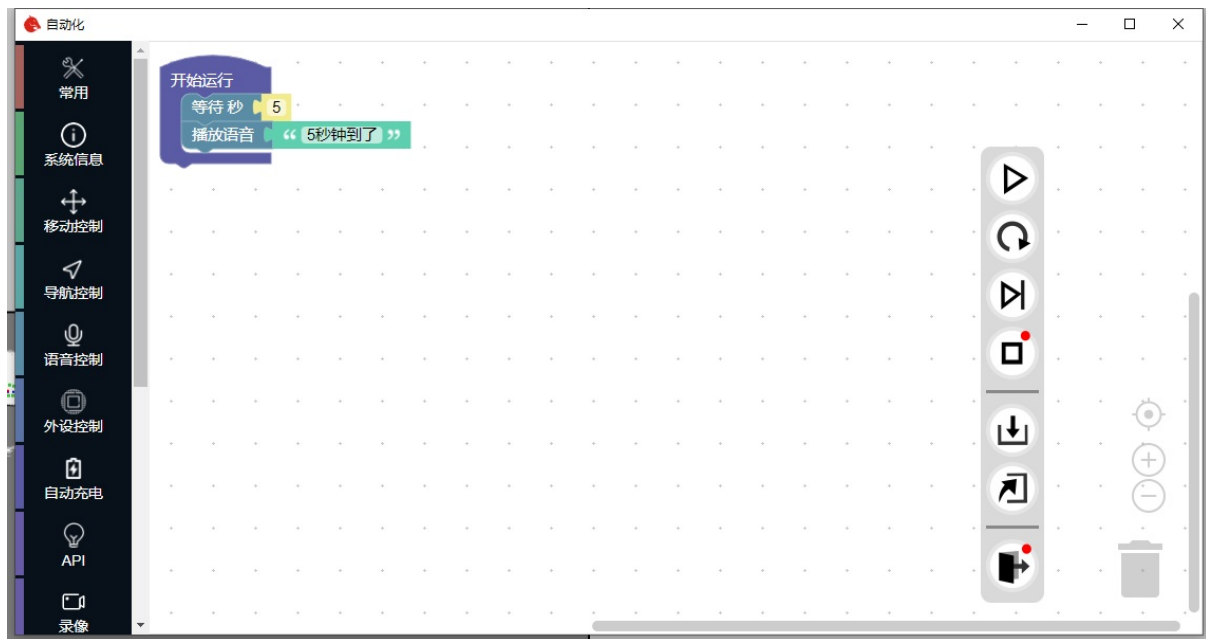 自动化
常用
系统信息
移动控制
导航控制
语音控制
外设控制
自动充电
API
录像
开始运行
等待 秒 5
播放语音 “ 5秒钟到了 ”